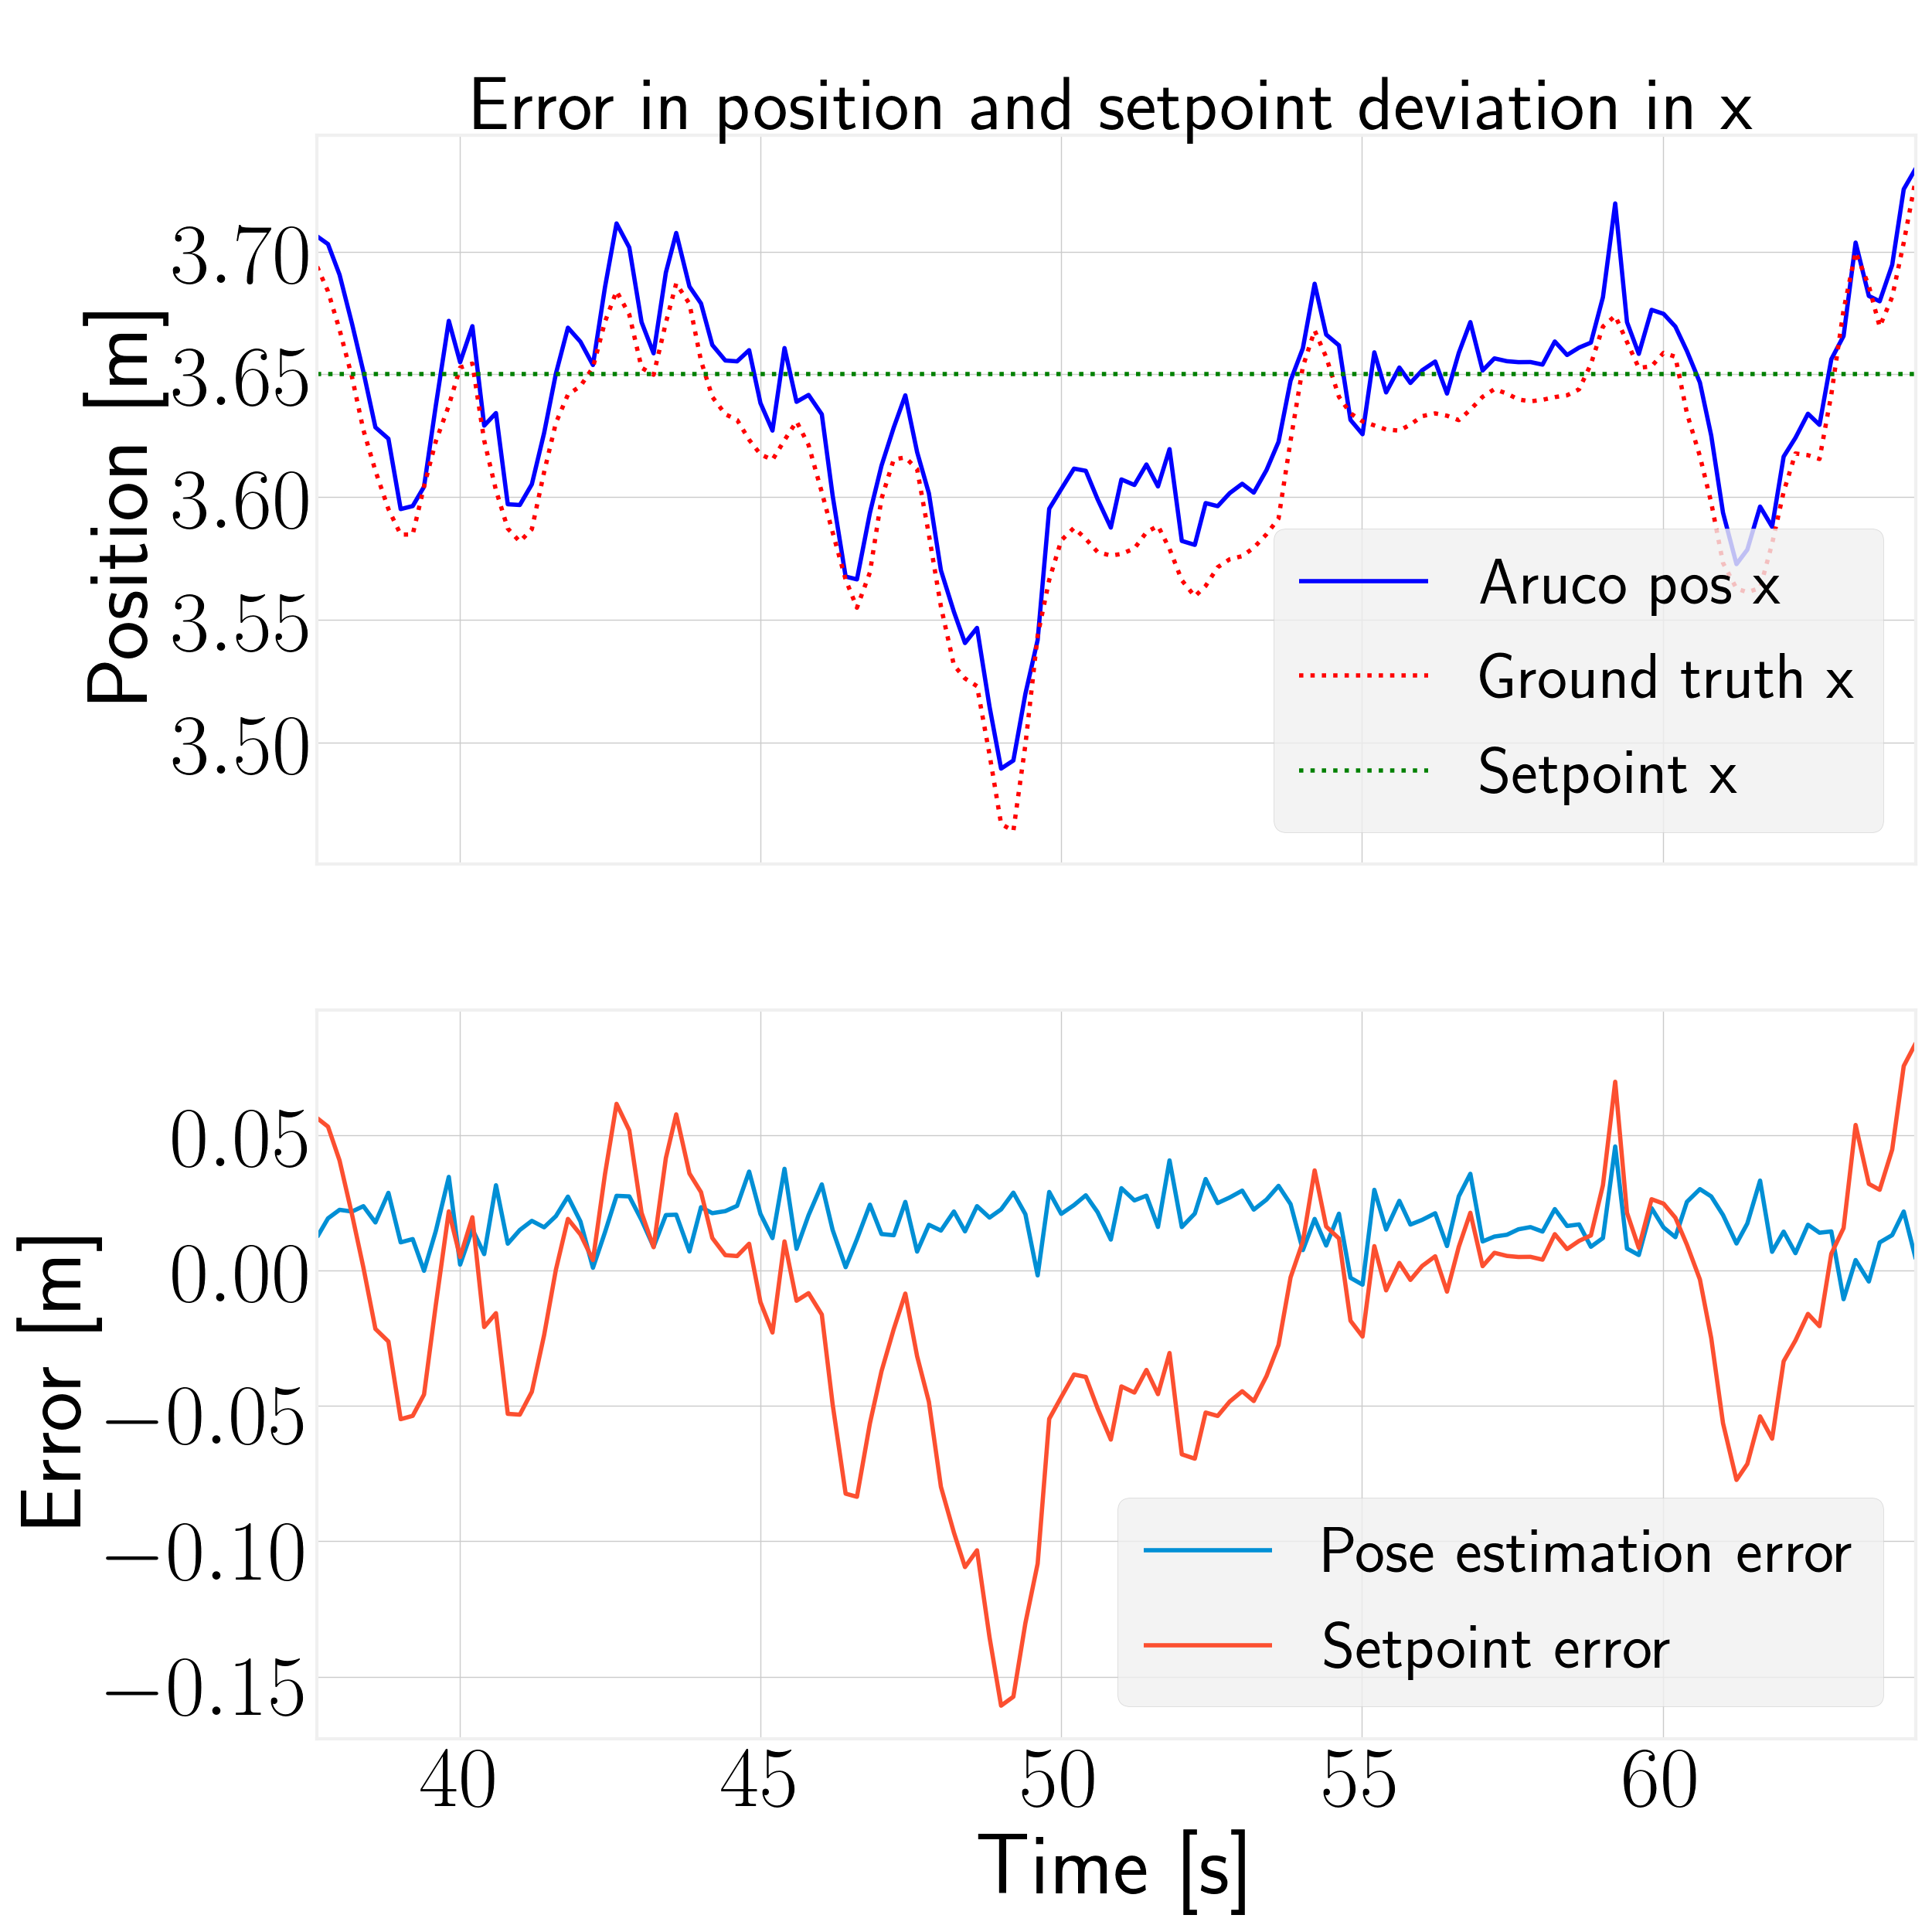 Error in position and setpoint deviation in x
Position [m]
3.70
3.65
3.60
3.55
3.50
Aruco pos x
Ground truth x
Setpoint x
Error [m]
0.05
0.00
−0.05
−0.10
−0.15
Pose estimation error
Setpoint error
40 45 50 55 60
Time [s]